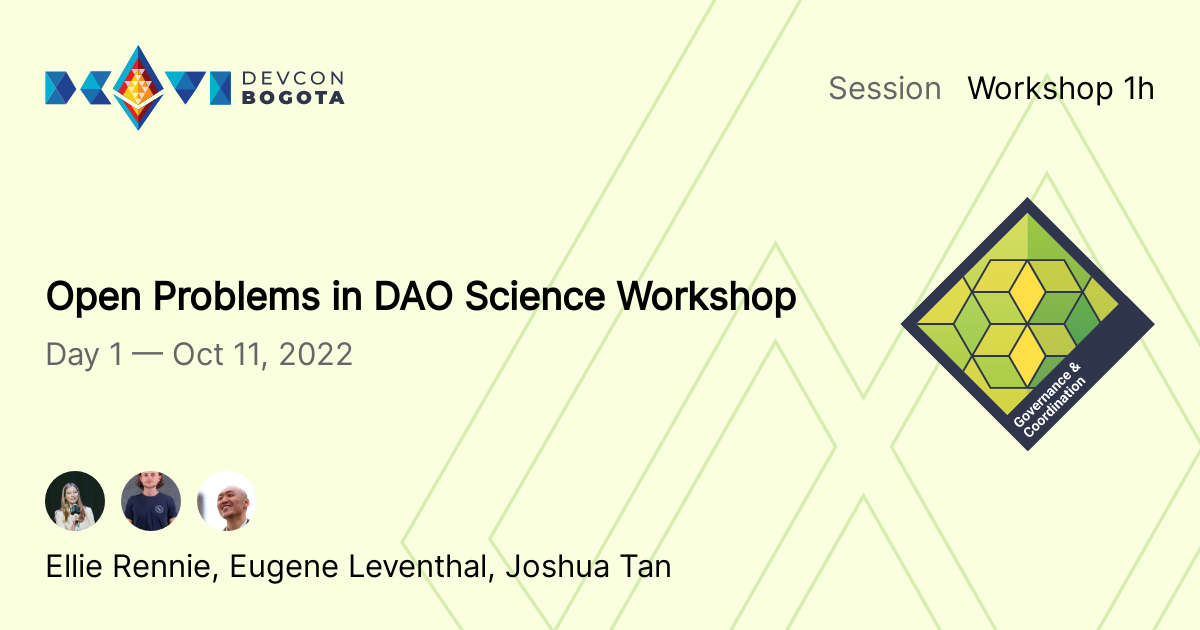 DEVCON
BOGOTA
Session Workshop 1h
Open Problems in DAO Science Workshop
Day 1 — Oct 11, 2022
Governance &
Coordination
Ellie Rennie, Eugene Leventhal, Joshua Tan